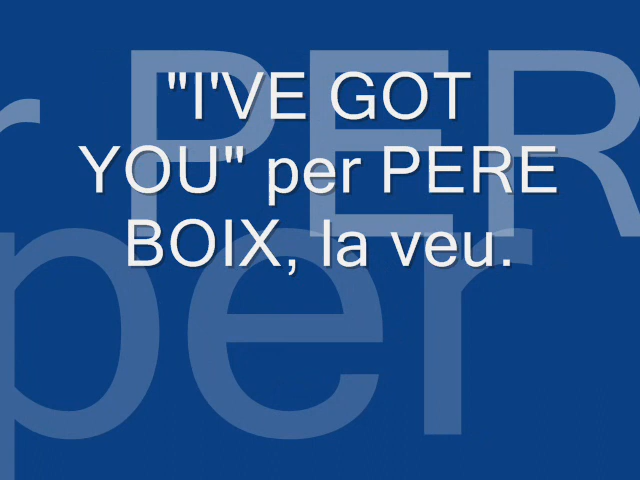 "I'VE GOT
YOU" per PERE
BOIX, la veu.
r PER
per